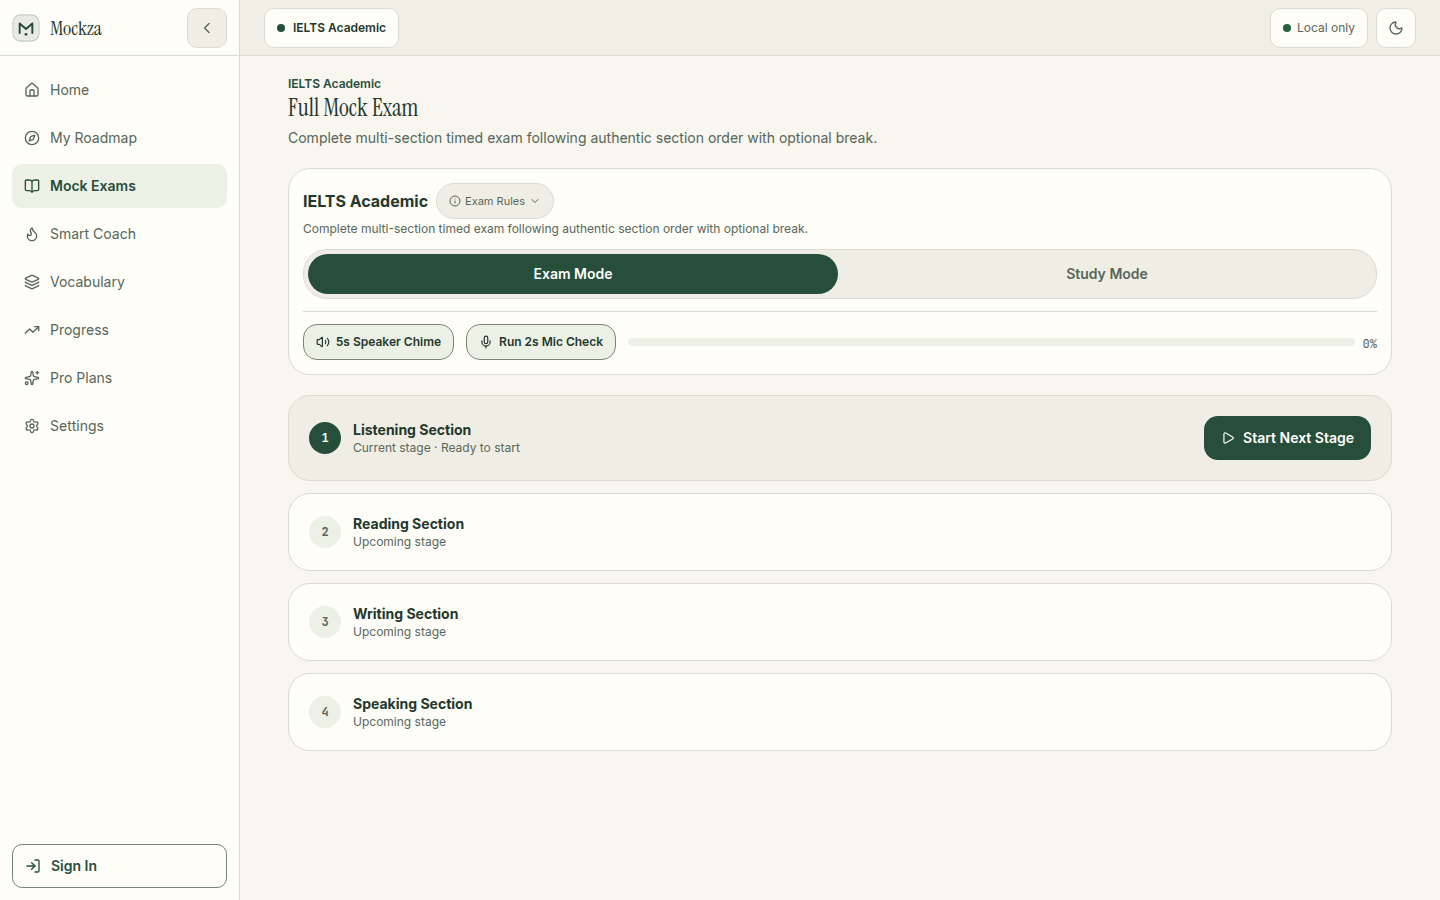 Mockza
IELTS Academic
Local only
Home
My Roadmap
Mock Exams
Smart Coach
Vocabulary
Progress
Pro Plans
Settings
Sign In
IELTS Academic
Full Mock Exam
Complete multi-section timed exam following authentic section order with optional break.
IELTS Academic
Exam Rules
Complete multi-section timed exam following authentic section order with optional break.
Exam Mode
Study Mode
5s Speaker Chime
Run 2s Mic Check
0%
1
Listening Section
Current stage · Ready to start
Start Next Stage
2
Reading Section
Upcoming stage
3
Writing Section
Upcoming stage
4
Speaking Section
Upcoming stage